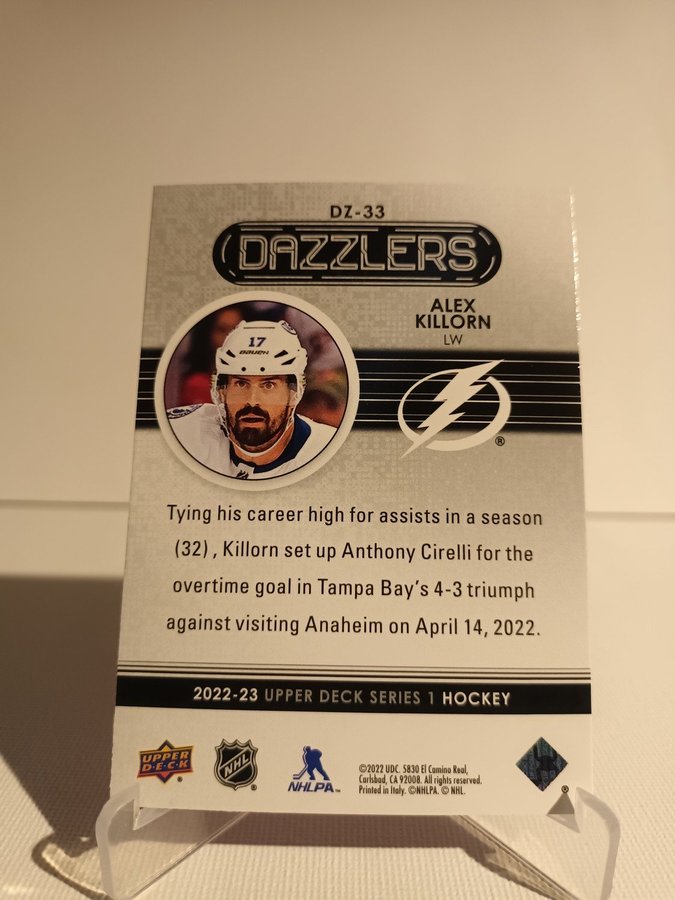 DZ-33
DAZZLERS
ALEX
KILLORN
LW
17
BAUER
®
Tying his career high for assists in a season
(32) , Killorn set up Anthony Cirelli for the
overtime goal in Tampa Bay's 4-3 triumph
against visiting Anaheim on April 14, 2022.
2022-23 UPPER DECK SERIES 1 HOCKEY
UPPER
D·E·C·K
®
NHL
®
NHLPA™
©2022 UDC. 5830 El Camino Real,
Carlsbad, CA 92008. All rights reserved.
Printed in Italy. ©NHLPA. © NHL.
®